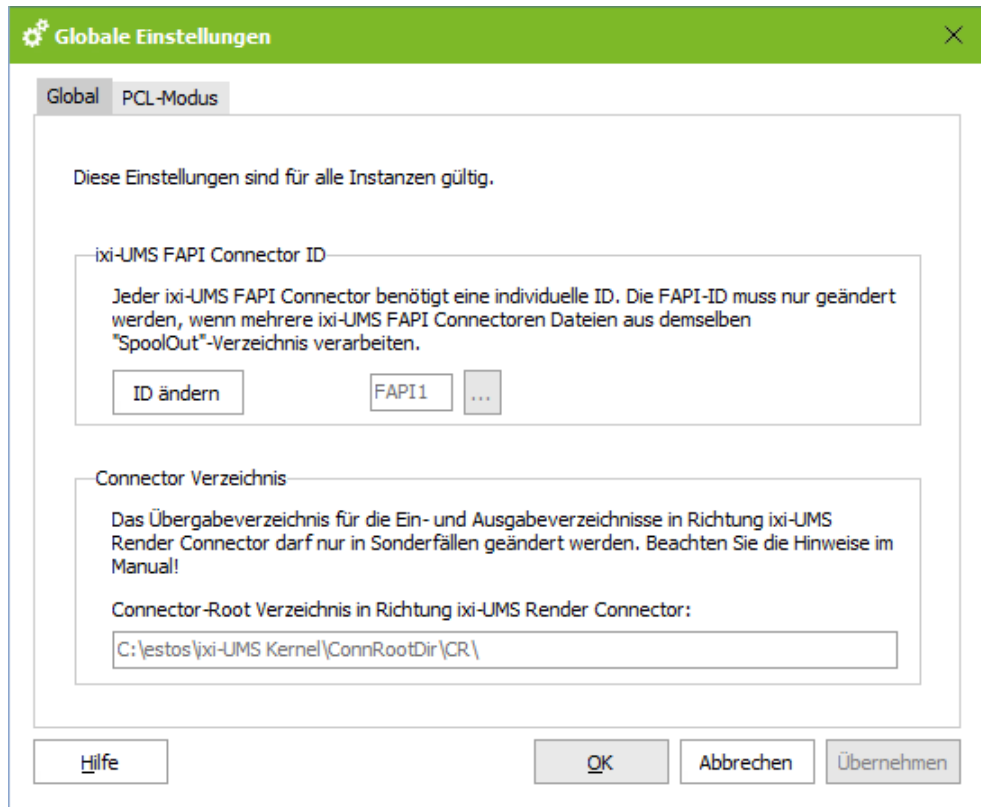 Globale Einstellungen
Global PCL-Modus
Diese Einstellungen sind für alle Instanzen gültig.
ixi-UMS FAPI Connector ID
Jeder ixi-UMS FAPI Connector benötigt eine individuelle ID. Die FAPI-ID muss nur geändert
werden, wenn mehrere ixi-UMS FAPI Connectoren Dateien aus demselben
"SpoolOut"-Verzeichnis verarbeiten.
ID ändern FAPI1 ...
Connector Verzeichnis
Das Übergabeverzeichnis für die Ein- und Ausgabeverzeichnisse in Richtung ixi-UMS
Render Connector darf nur in Sonderfällen geändert werden. Beachten Sie die Hinweise im
Manual!
Connector-Root Verzeichnis in Richtung ixi-UMS Render Connector:
C:\estos\ixi-UMS Kernel\ConnRootDir\CR\
Hilfe OK Abbrechen Übernehmen